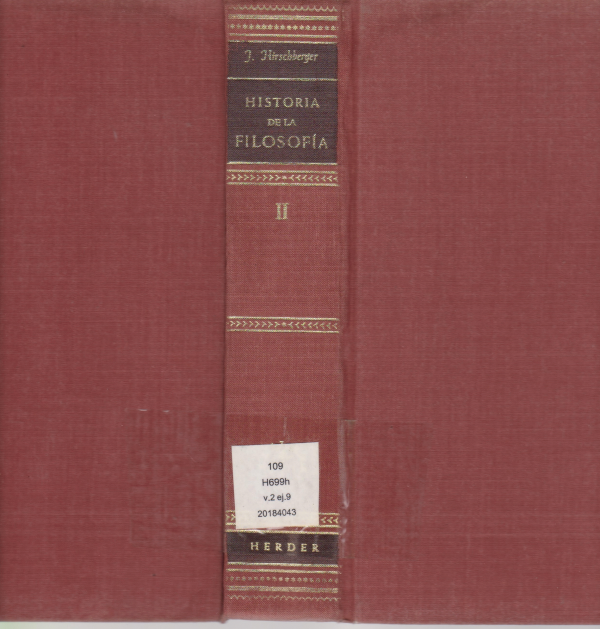 J. Hirschberger
HISTORIA
DE LA
FILOSOFÍA
II
109
H699h
v.2 ej.9
20184043
HERDER